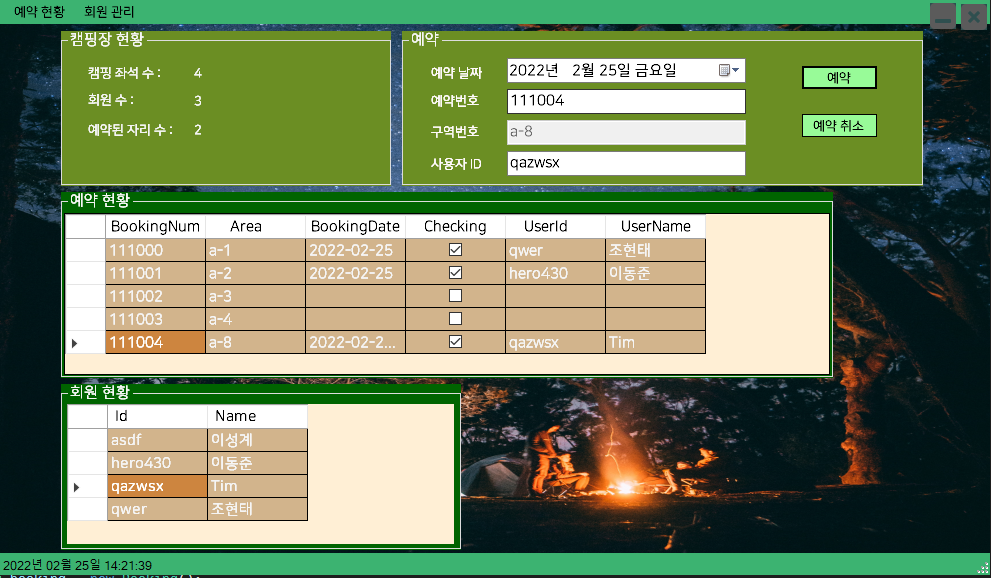 예약 현황 회원 관리
캠핑장 현황
캠핑 좌석 수 : 4
회원 수 : 3
예약된 자리 수 : 2
예약
예약 날짜 2022년 2월 25일 금요일
예약번호 111004
구역번호 a-8
사용자 ID qazwsx
예약
예약 취소
예약 현황
BookingNum Area BookingDate Checking UserId UserName
111000 a-1 2022-02-25 qwer 조현태
111001 a-2 2022-02-25 hero430 이동준
111002 a-3
111003 a-4
111004 a-8 2022-02-2... qazwsx Tim
회원 현황
Id Name
asdf 이성계
hero430 이동준
qazwsx Tim
qwer 조현태
2022년 02월 25일 14:21:39